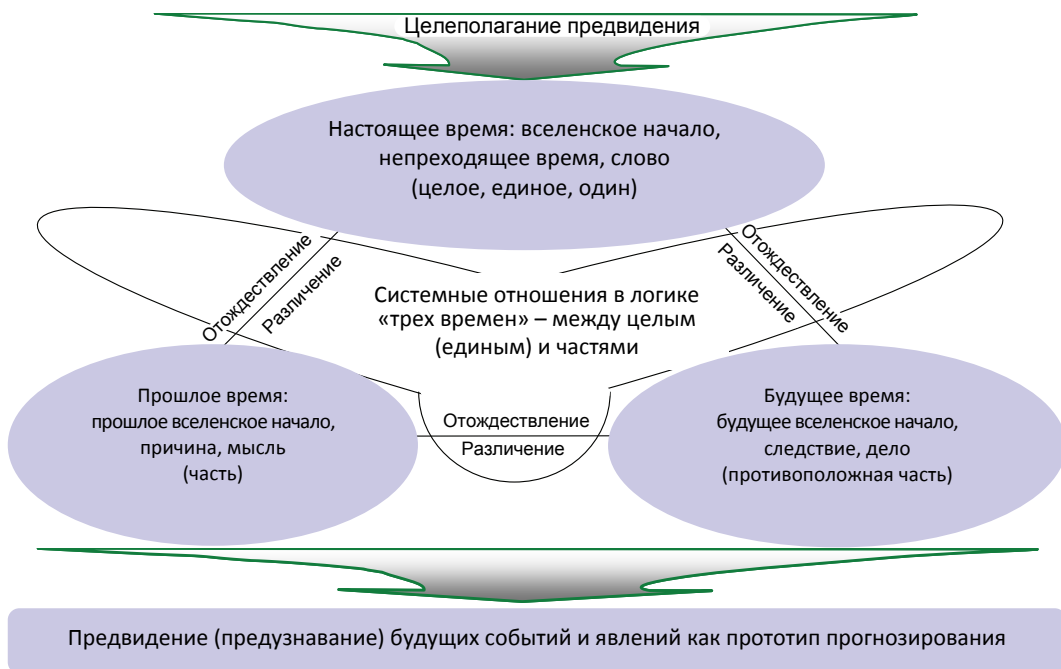 Целеполагание предвидения
Настоящее время: вселенское начало,
непреходящее время, слово
(целое, единое, один)
Отождествление
Различение
Отождествление
Различение
Системные отношения в логике
«трех времен» – между целым
(единым) и частями
Прошлое время:
прошлое вселенское начало,
причина, мысль
(часть)
Отождествление
Различение
Будущее время:
будущее вселенское начало,
следствие, дело
(противоположная часть)
Предвидение (предузнавание) будущих событий и явлений как прототип прогнозирования